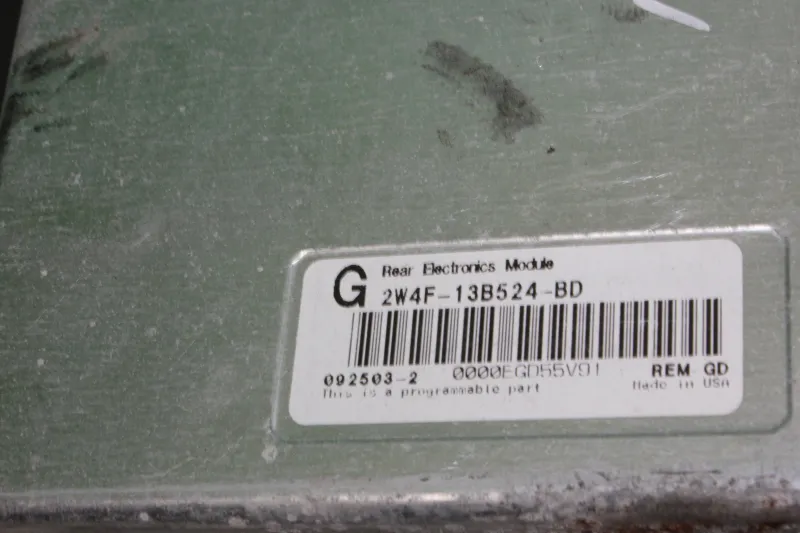 G Rear Electronics Module
2W4F-13B524-BD
092503-2 0000EGD55V91 REM GD
This is a programmable part Made in USA